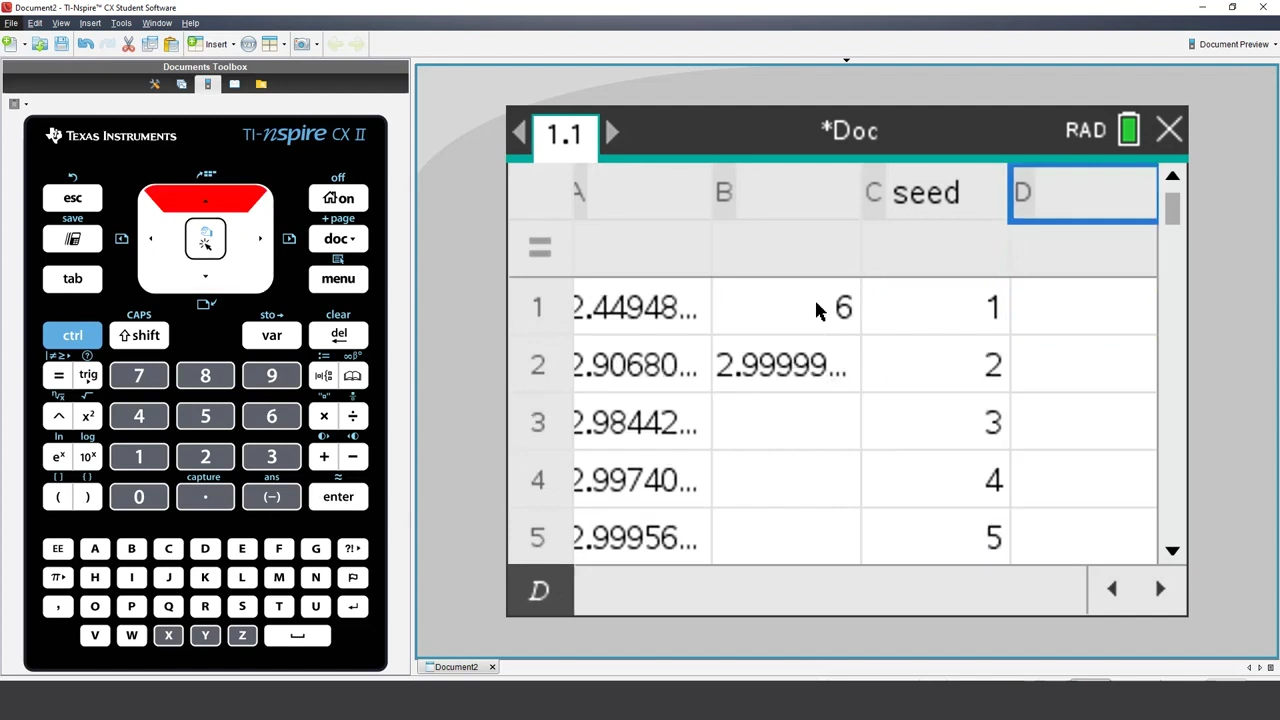 Document2 - TI-Nspire™ CX Student Software
File Edit View Insert Tools Window Help
Insert
Document Preview
Documents Toolbox
TEXAS INSTRUMENTS TI-nspire CX II
off
esc
on
save
+ page
doc
tab
menu
CAPS
sto→
clear
ctrl
shift
var
del
= trig 7 8 9
^ x² 4 5 6 × ÷
ln log
eˣ 10ˣ 1 2 3 + −
[ ] { } capture ans ≈
( ) 0 . (−) enter
EE A B C D E F G ?!
π H I J K L M N
, O P Q R S T U
V W X Y Z
1.1 *Doc RAD
A B C seed D
=
1 2.44948... 6 1
2 2.90680... 2.99999... 2
3 2.98442... 3
4 2.99740... 4
5 2.99956... 5
D
Document2